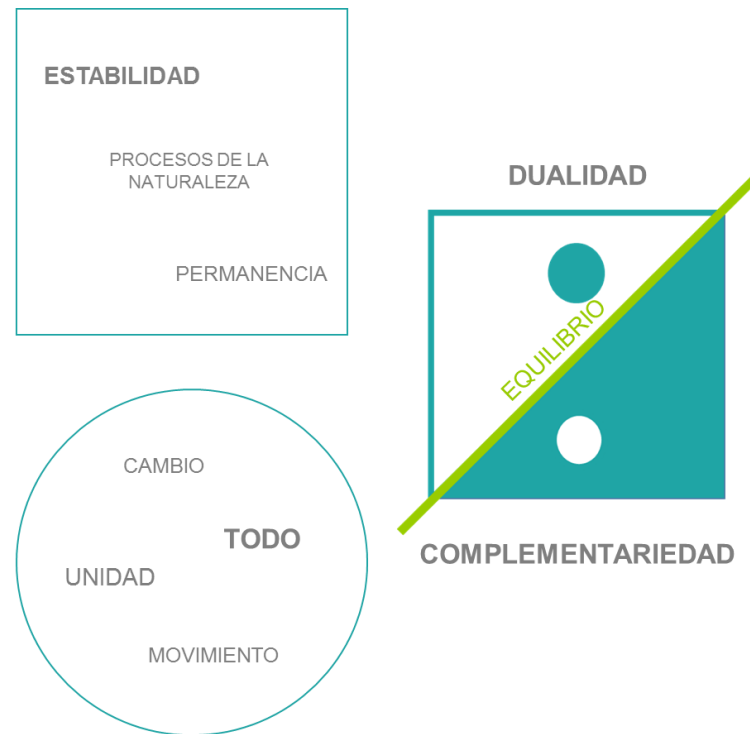 ESTABILIDAD
PROCESOS DE LA
NATURALEZA
PERMANENCIA
CAMBIO
TODO
UNIDAD
MOVIMIENTO
DUALIDAD
EQUILIBRIO
COMPLEMENTARIEDAD